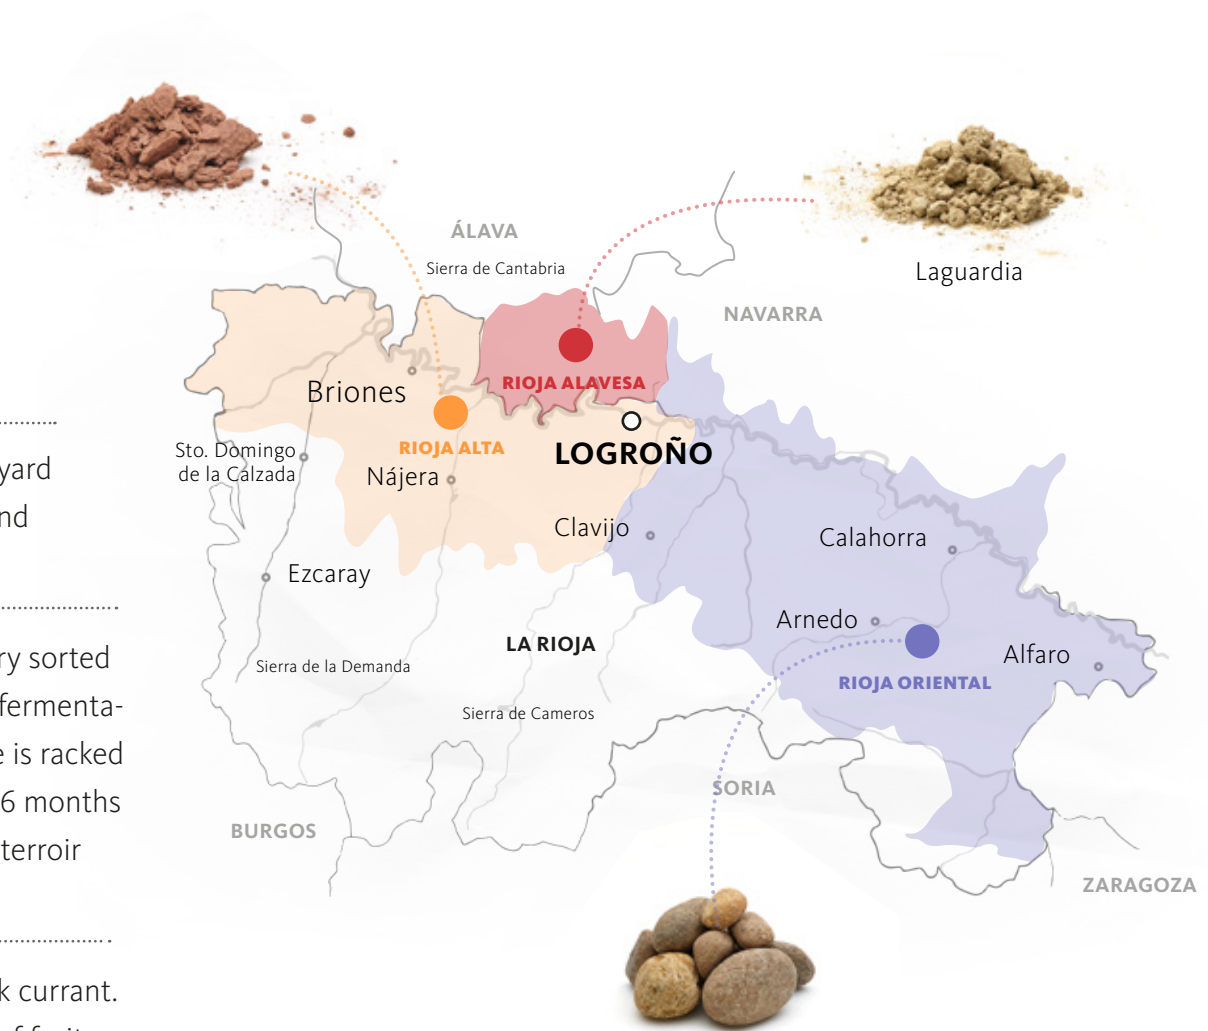 ÁLAVA
Sierra de Cantabria
Laguardia
NAVARRA
RIOJA ALAVESA
Briones
RIOJA ALTA
LOGROÑO
Sto. Domingo
de la Calzada
Nájera
Clavijo
Calahorra
Ezcaray
Arnedo
LA RIOJA
Alfaro
Sierra de la Demanda
RIOJA ORIENTAL
Sierra de Cameros
SORIA
BURGOS
ZARAGOZA
yard
nd
ry sorted
fermenta-
e is racked
6 months
terroir
k currant.